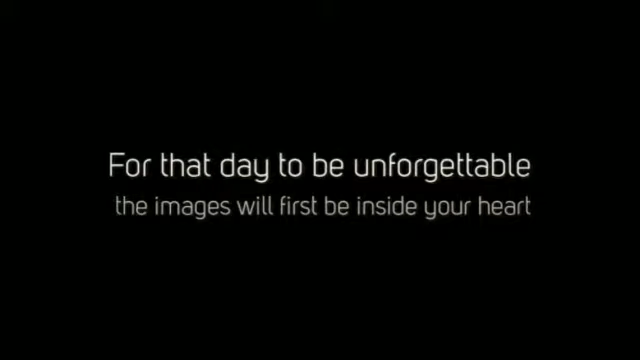 For that day to be unforgettable
the images will first be inside your heart